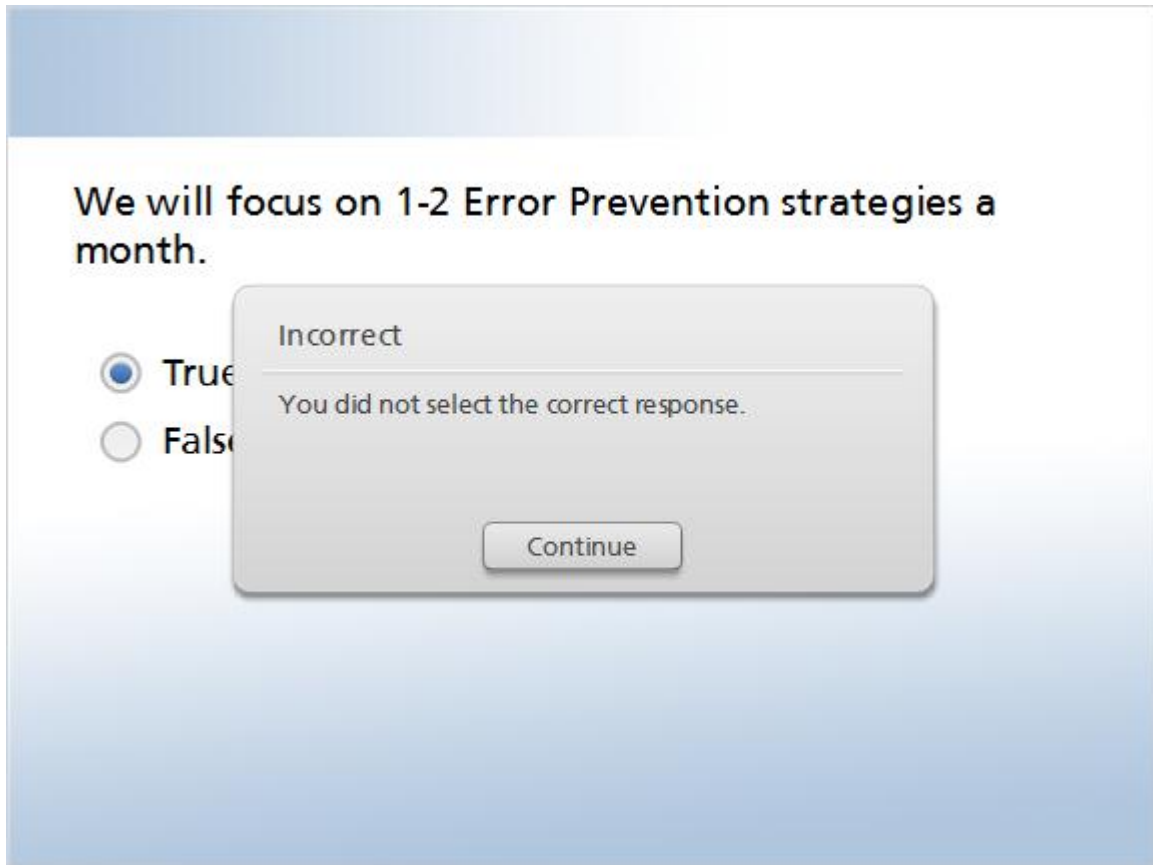 We will focus on 1-2 Error Prevention strategies a
month.
Incorrect
True
You did not select the correct response.
Continue